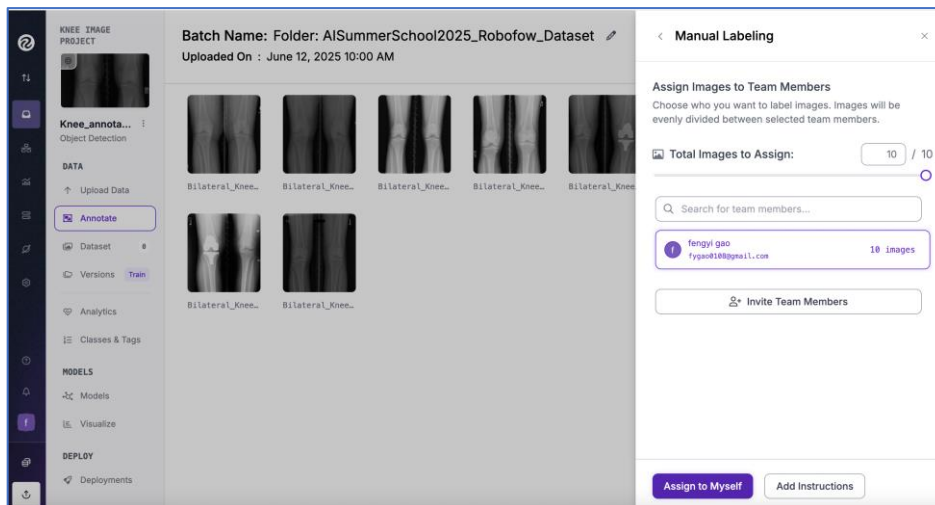 KNEE IMAGE
PROJECT
Knee_annota...
Object Detection
DATA
Upload Data
Annotate
Dataset 8
Versions Train
Analytics
Classes & Tags
MODELS
Models
Visualize
DEPLOY
Deployments
f
Batch Name: Folder: AISummerSchool2025_Robofow_Dataset
Uploaded On : June 12, 2025 10:00 AM
Bilateral_Knee…
Bilateral_Knee…
Bilateral_Knee…
Bilateral_Knee…
Bilateral_Knee
Bilateral_Knee…
Bilateral_Knee…
Manual Labeling
Assign Images to Team Members
Choose who you want to label images. Images will be
evenly divided between selected team members.
Total Images to Assign: 10 / 10
Search for team members...
f
fengyi gao
fygao0108@gmail.com
10 images
Invite Team Members
Assign to Myself
Add Instructions